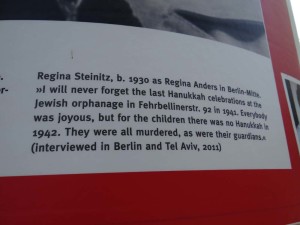 Regina Steinitz, b. 1930 as Regina Anders in Berlin-Mitte.
»I will never forget the last Hanukkah celebrations at the
Jewish orphanage in Fehrbellinerstr. 92 in 1941. Everybody
was joyous, but for the children there was no Hukkah in
1942. They were all murdered, as were their guardians.«
(interviewed in Berlin and Tel Aviv, 2011)